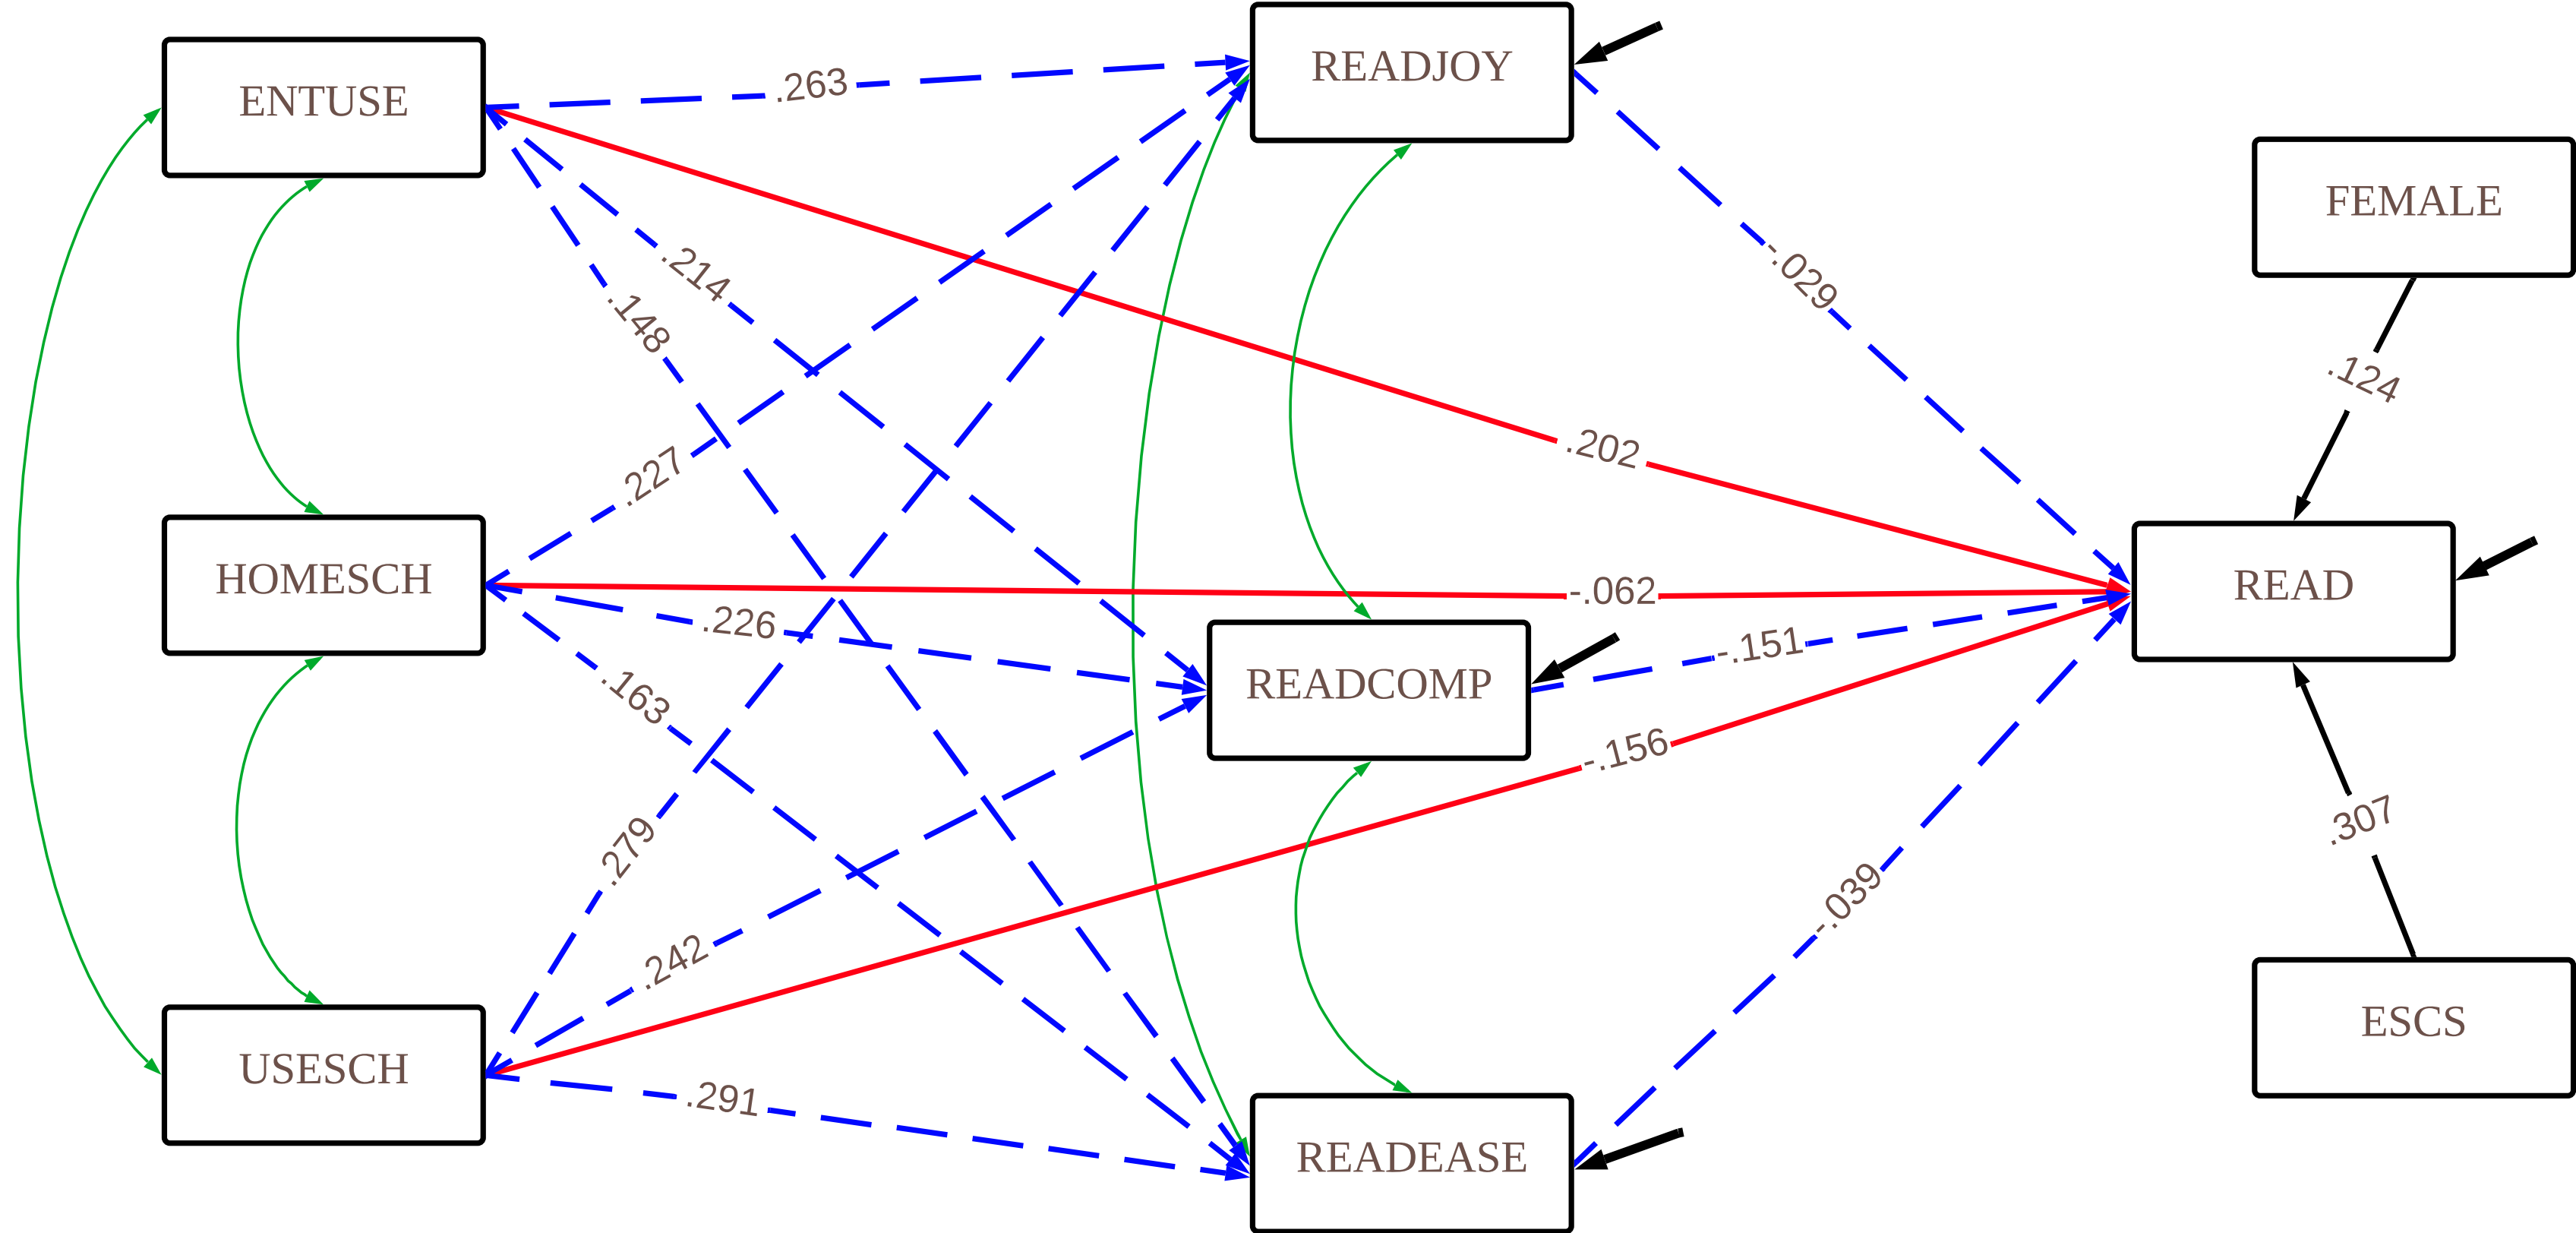 READJOY
ENTUSE
.263
FEMALE
.214
-.029
.148
.124
.202
.227
HOMESCH
-.062
READ
.226
-.151
.163
READCOMP
-.156
.279
.307
-.039
.242
ESCS
USESCH
.291
READEASE